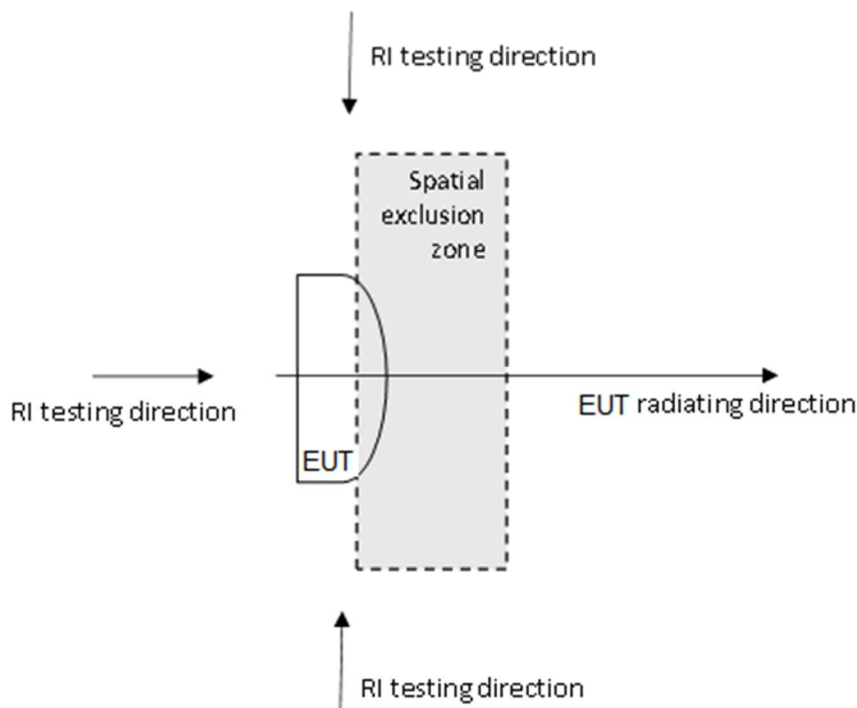 RI testing direction
Spatial
exclusion
zone
RI testing direction
EUT radiating direction
EUT
RI testing direction